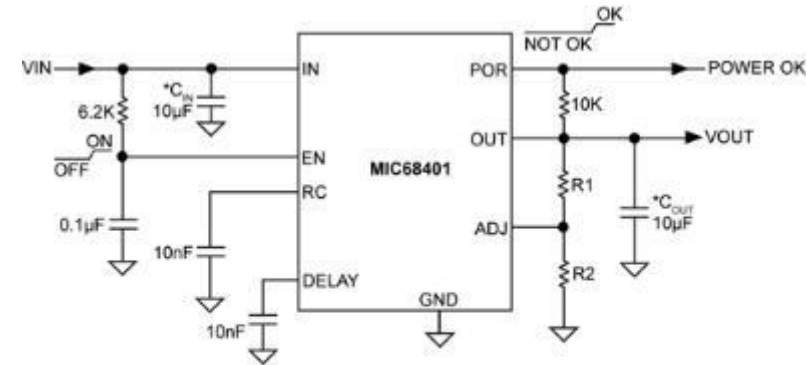 OK
NOT OK
VIN
IN
POR
POWER OK
*C_IN
10µF
6.2K
10K
OUT
VOUT
ON
OFF
EN
MIC68401
RC
R1
*C_OUT
10µF
0.1µF
ADJ
10nF
R2
DELAY
GND
10nF